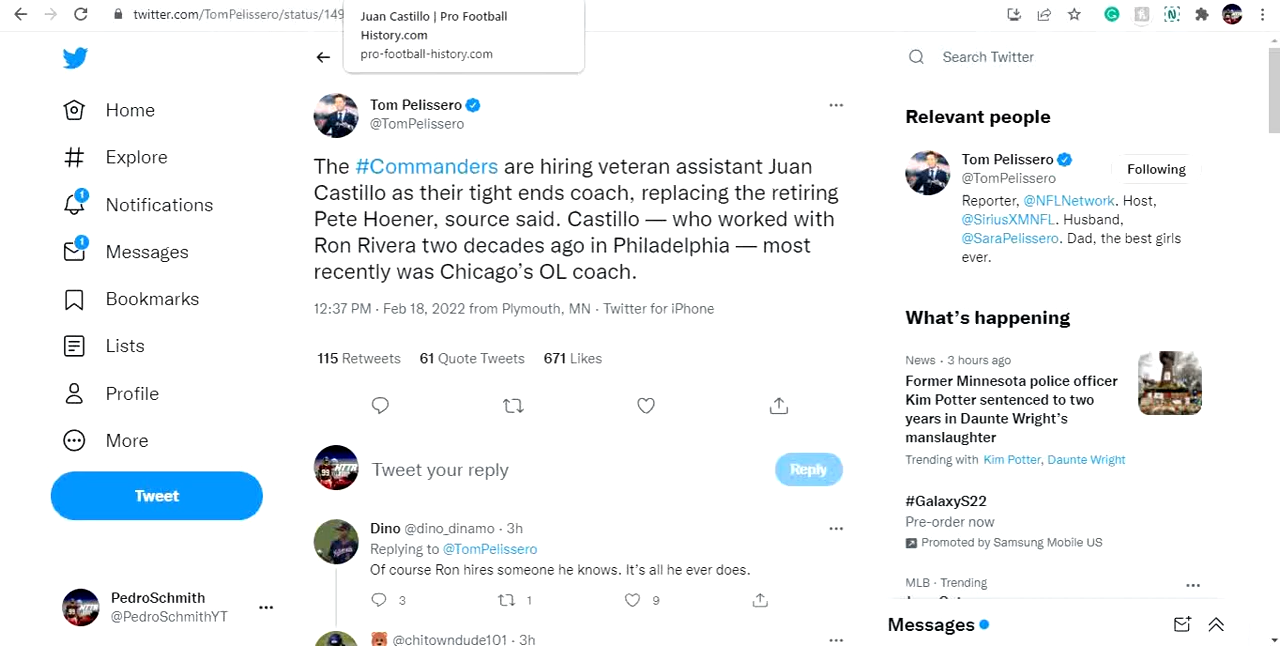 twitter.com/TomPelissero/status/149
Juan Castillo | Pro Football
History.com
pro-football-history.com
Home
Explore
1
Notifications
1
Messages
Bookmarks
Lists
Profile
More
Tweet
PedroSchmith
@PedroSchmithYT
Tom Pelissero
@TomPelissero
The #Commanders are hiring veteran assistant Juan
Castillo as their tight ends coach, replacing the retiring
Pete Hoener, source said. Castillo — who worked with
Ron Rivera two decades ago in Philadelphia — most
recently was Chicago’s OL coach.
12:37 PM · Feb 18, 2022 from Plymouth, MN · Twitter for iPhone
115 Retweets 61 Quote Tweets 671 Likes
Tweet your reply
Reply
Dino @dino_dinamo · 3h
Replying to @TomPelissero
Of course Ron hires someone he knows. It’s all he ever does.
3 1 9
@chitowndude101 · 3h
Search Twitter
Relevant people
Tom Pelissero
@TomPelissero
Following
Reporter, @NFLNetwork. Host,
@SiriusXMNFL. Husband,
@SaraPelissero. Dad, the best girls
ever.
What’s happening
News · 3 hours ago
Former Minnesota police officer
Kim Potter sentenced to two
years in Daunte Wright’s
manslaughter
Trending with Kim Potter, Daunte Wright
#GalaxyS22
Pre-order now
Promoted by Samsung Mobile US
MLB · Trending
Messages